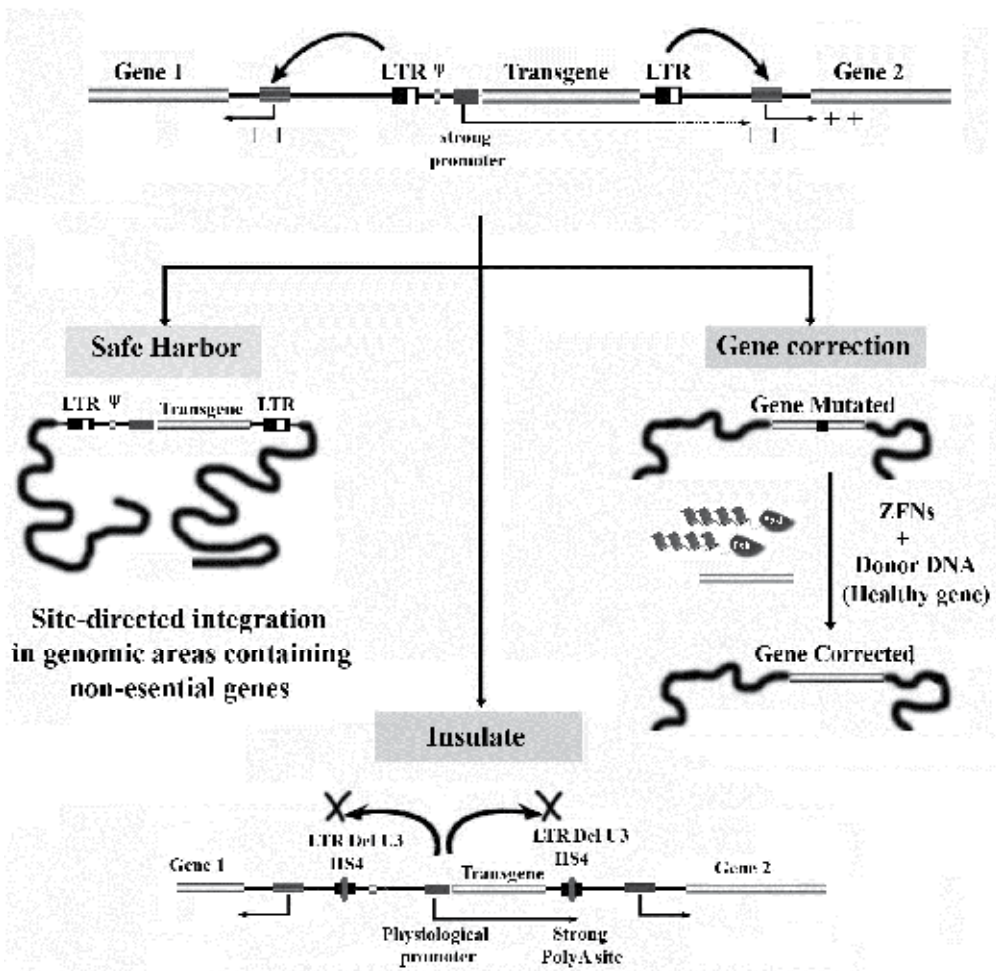 Gene 1 LTR Ψ Transgene LTR Gene 2
+ +
strong
promoter
Safe Harbor
Gene correction
LTR Ψ Transgene LTR
Gene Mutated
ZFNs
+
Donor DNA
(Healthy gene)
Site-directed integration
in genomic areas containing
non-esential genes
Gene Corrected
Insulate
LTR Del U3
HS4
LTR Del U3
HS4
Gene 1
Transgene
Gene 2
Physiological
promoter
Strong
PolyA site